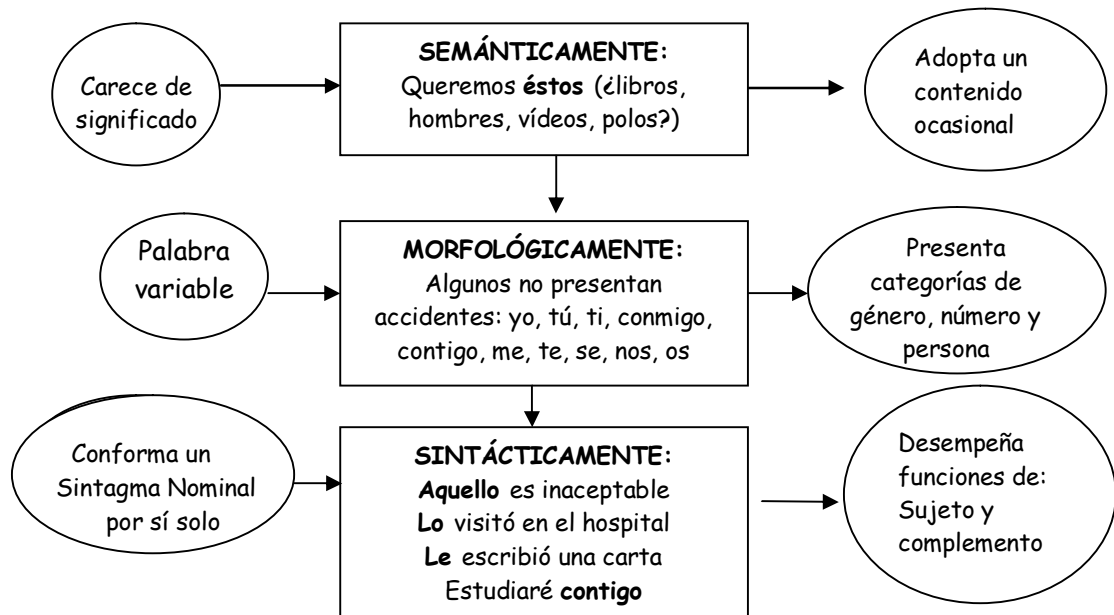 Carece de
significado
SEMÁNTICAMENTE:
Queremos éstos (¿libros,
hombres, vídeos, polos?)
Adopta un
contenido
ocasional
Palabra
variable
MORFOLÓGICAMENTE:
Algunos no presentan
accidentes: yo, tú, ti, conmigo,
contigo, me, te, se, nos, os
Presenta
categorías de
género, número y
persona
Conforma un
Sintagma Nominal
por sí solo
SINTÁCTICAMENTE:
Aquello es inaceptable
Lo visitó en el hospital
Le escribió una carta
Estudiaré contigo
Desempeña
funciones de:
Sujeto y
complemento